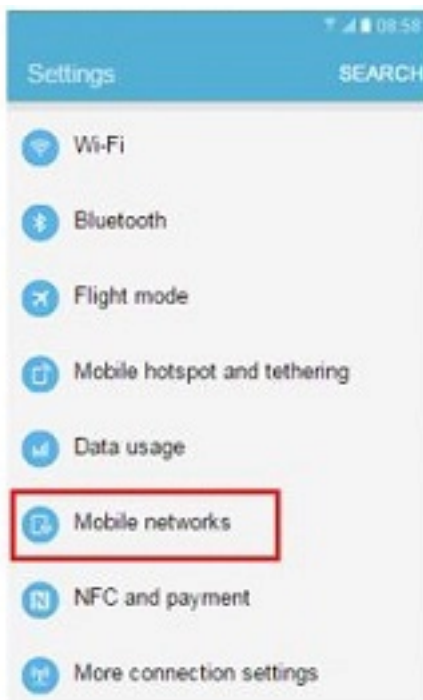 08:58
Settings SEARCH
Wi-Fi
Bluetooth
Flight mode
Mobile hotspot and tethering
Data usage
Mobile networks
NFC and payment
More connection settings